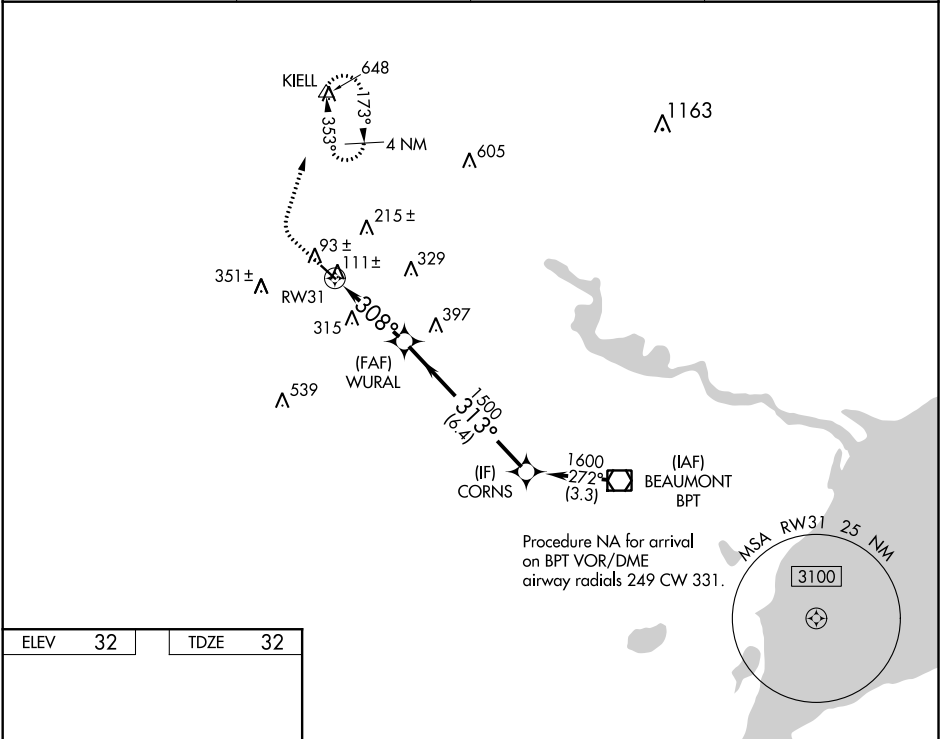 KIELL
648
173°
353°
4 NM
1163
605
215 ±
93 ±
111±
329
351±
RW31
308°
315
397
(FAF)
WURAL
539
1500
313°
(6.4)
(IF)
CORNS
1600
272°
(3.3)
(IAF)
BEAUMONT
BPT
Procedure NA for arrival
on BPT VOR/DME
airway radials 249 CW 331.
MSA RW31 25 NM
3100
ELEV 32
TDZE 32